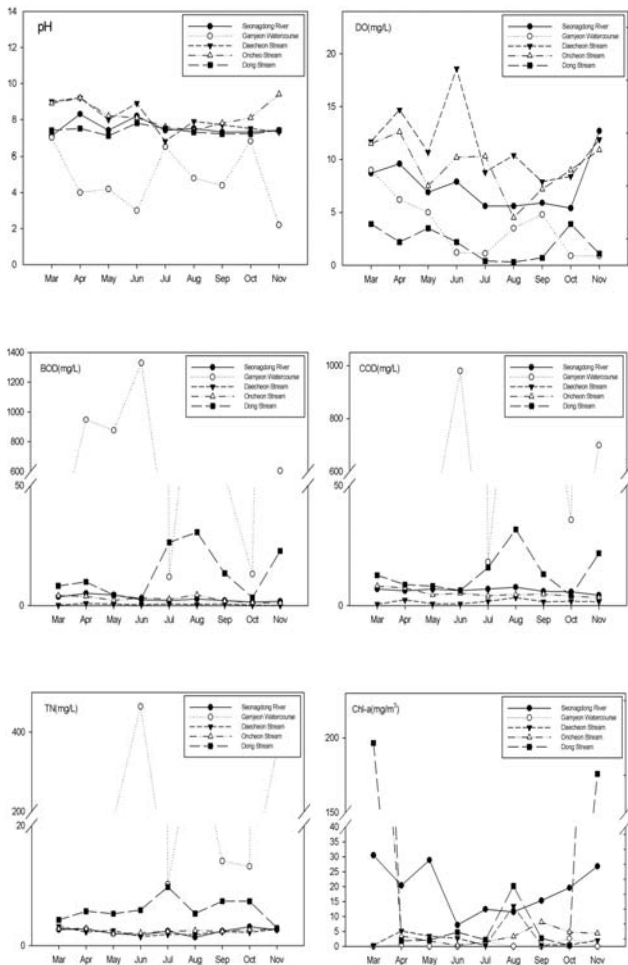 pH
14
12
10
8
6
4
2
0
Seonagdong River
Gamjeon Watercourse
Daecheon Stream
Oncheo Stream
Dong Stream
Mar Apr May Jun Jul Aug Sep Oct Nov
DO(mg/L)
20
15
10
5
0
Seonagdong River
Gamjeon Watercourse
Daecheon Stream
Oncheon Stream
Dong Stream
Mar Apr May Jun Jul Aug Sep Oct Nov
BOD(mg/L)
1400
1200
1000
800
600
50
0
Seonagdong River
Gamjeon Watercourse
Daecheon Stream
Oncheon Stream
Dong Stream
Mar Apr May Jun Jul Aug Sep Oct Nov
COD(mg/L)
1000
800
600
50
0
Seonagdong River
Gamjeon Watercourse
Daecheon Stream
Oncheon Stream
Dong Stream
Mar Apr May Jun Jul Aug Sep Oct Nov
TN(mg/L)
400
200
20
0
Seonagdong River
Gamjeon Watercourse
Daecheon Stream
Oncheon Stream
Dong Stream
Mar Apr May Jun Jul Aug Sep Oct Nov
Chl-a(mg/m³)
200
150
40
35
30
25
20
15
10
5
0
Seonagdong River
Gamjeon Watercourse
Daecheon Stream
Oncheon Stream
Dong Stream
Mar Apr May Jun Jul Aug Sep Oct Nov